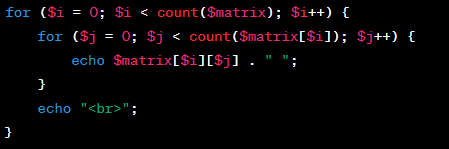 for ($i = 0; $i < count($matrix); $i++) {
    for ($j = 0; $j < count($matrix[$i]); $j++) {
        echo $matrix[$i][$j] . " ";
    }
    echo "<br>";
}